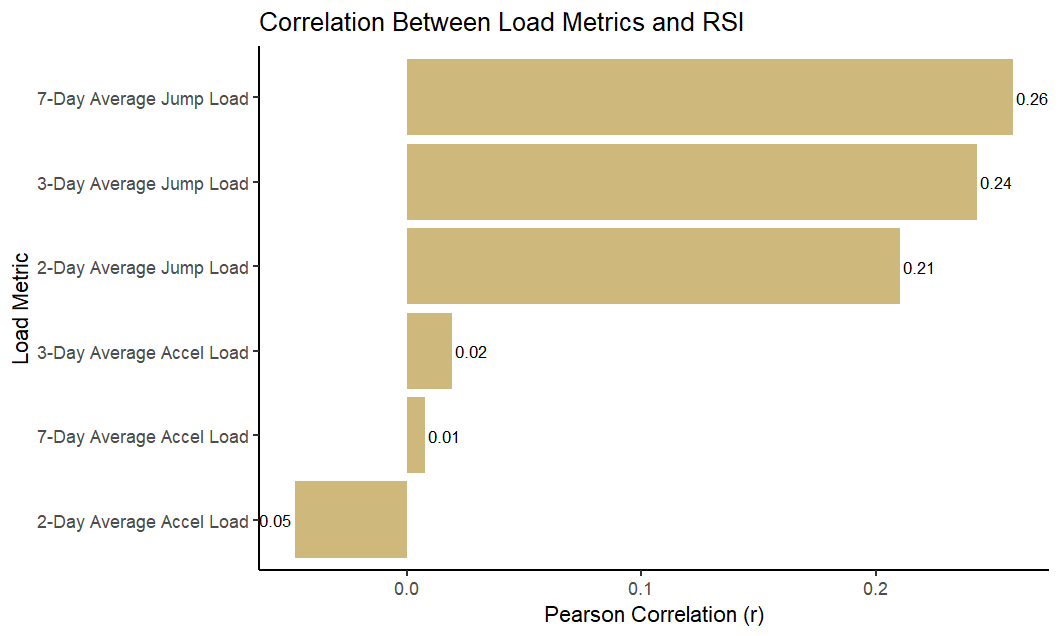 Correlation Between Load Metrics and RSI
Load Metric
7-Day Average Jump Load
0.26
3-Day Average Jump Load
0.24
2-Day Average Jump Load
0.21
3-Day Average Accel Load
0.02
7-Day Average Accel Load
0.01
2-Day Average Accel Load
0.05
0.0
0.1
0.2
Pearson Correlation (r)